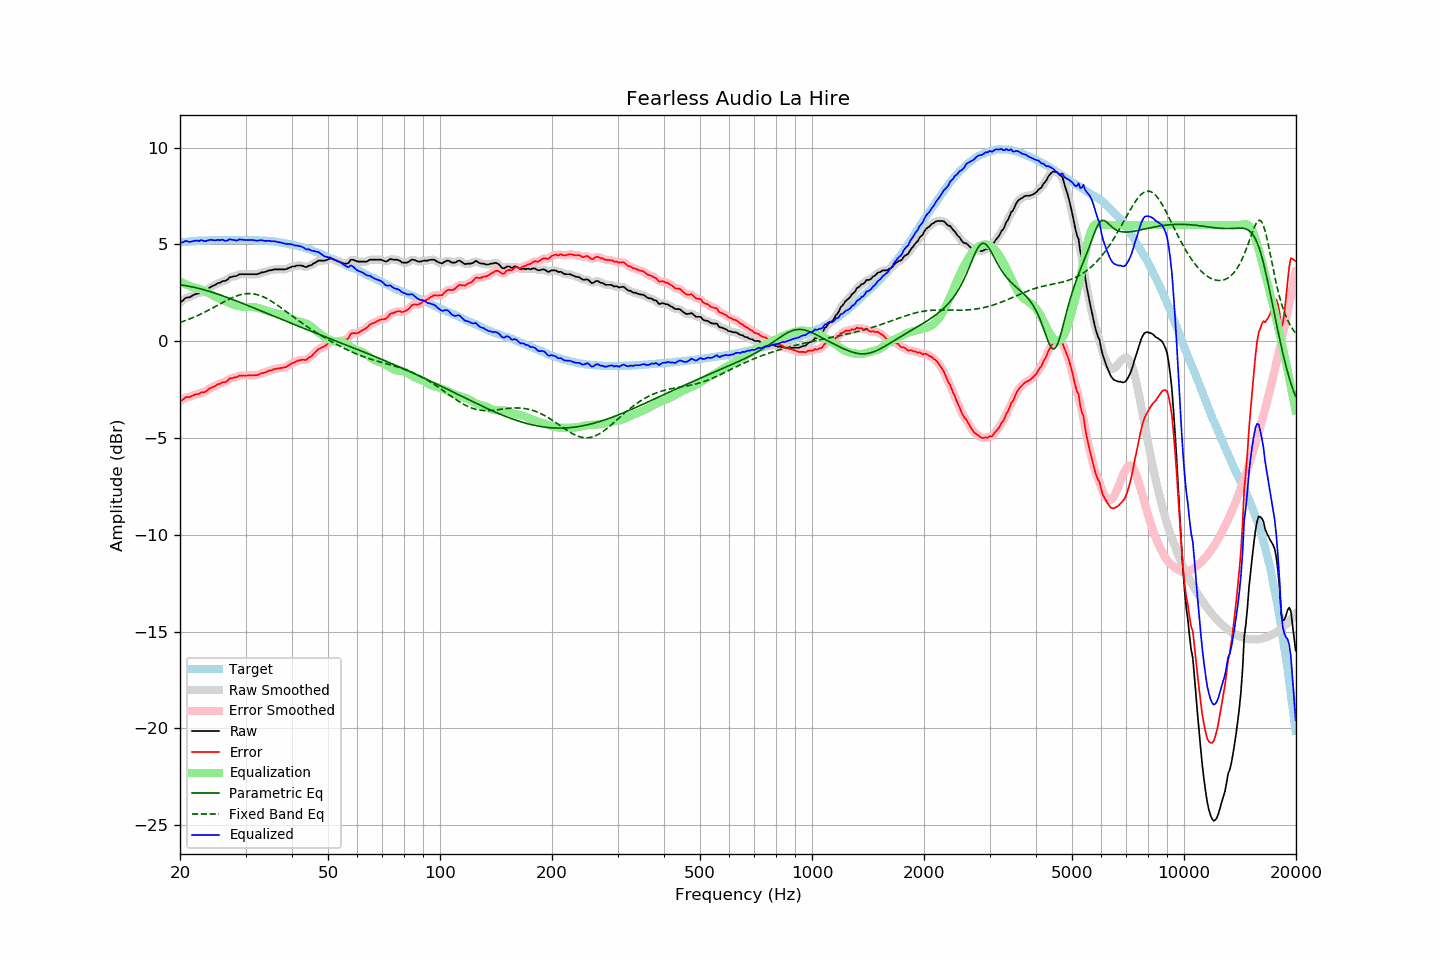 Fearless Audio La Hire
Amplitude (dBr)
10
5
0
−5
−10
−15
−20
−25
Target
Raw Smoothed
Error Smoothed
Raw
Error
Equalization
Parametric Eq
Fixed Band Eq
Equalized
20 50 100 200 500 1000 2000 5000 10000 20000
Frequency (Hz)